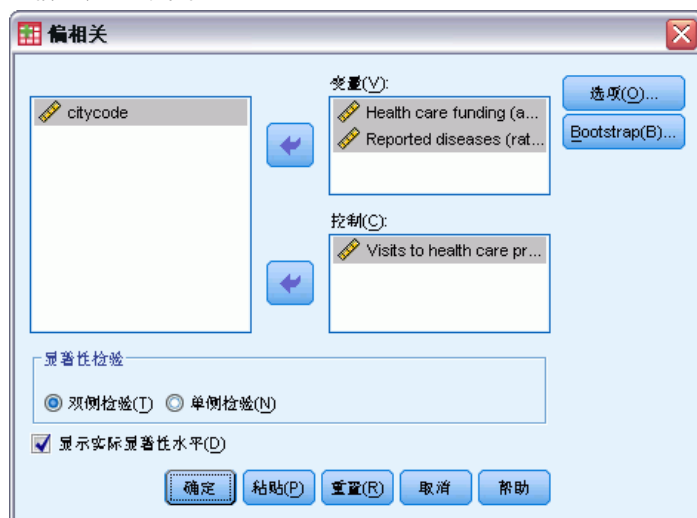 偏相关
变量(V):
citycode
Health care funding (a...
Reported diseases (rat...
选项(O)...
Bootstrap(B)...
控制(C):
Visits to health care pr...
显著性检验
双侧检验(T)
单侧检验(N)
显示实际显著性水平(D)
确定
粘贴(P)
重置(R)
取消
帮助